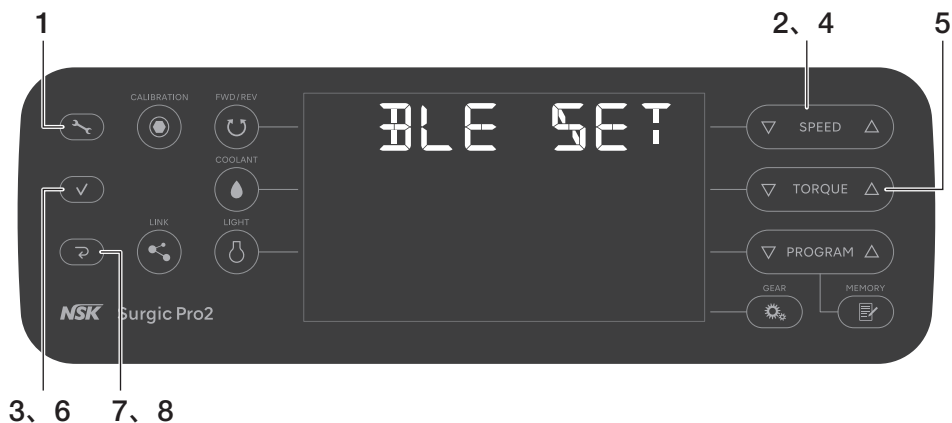 1
2、4
5
CALIBRATION
FWD/REV
BLE SET
SPEED
COOLANT
TORQUE
LINK
LIGHT
PROGRAM
GEAR
MEMORY
NSK Surgic Pro2
3、6
7、8